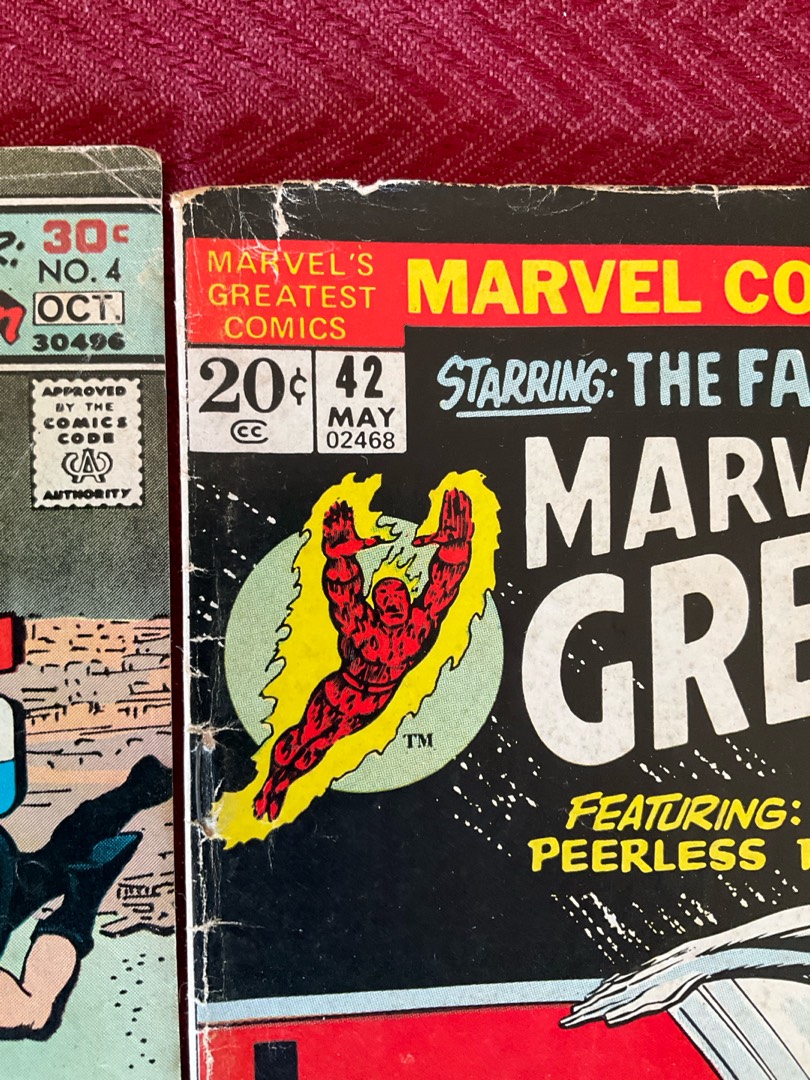 30¢
NO. 4
OCT.
30496
APPROVED
BY THE
COMICS
CODE
CA
AUTHORITY
MARVEL'S
GREATEST
COMICS
MARVEL CO
20¢
CC
42
MAY
02468
STARRING: THE FA
MARV
GRE
TM
FEATURING:
PEERLESS